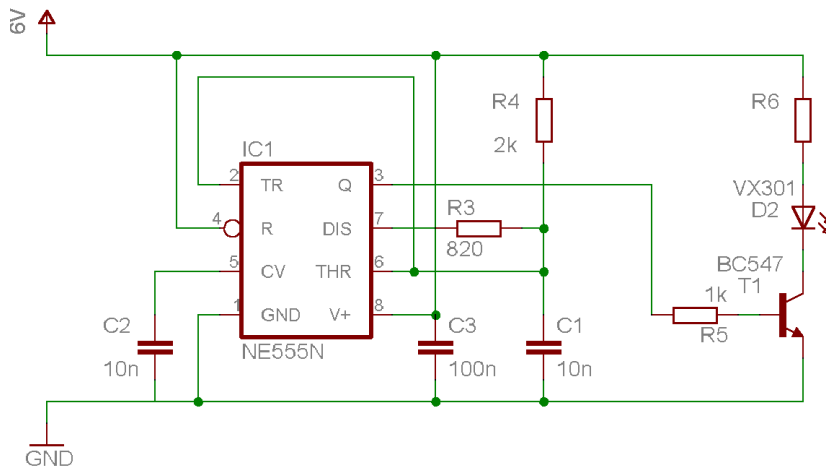 6V
R4
R6
2k
IC1
2
TR
Q
3
VX301
D2
4
R
DIS
7
R3
820
5
CV
THR
6
BC547
T1
1
GND
V+
8
1k
R5
C2
C3
C1
10n
NE555N
100n
10n
GND